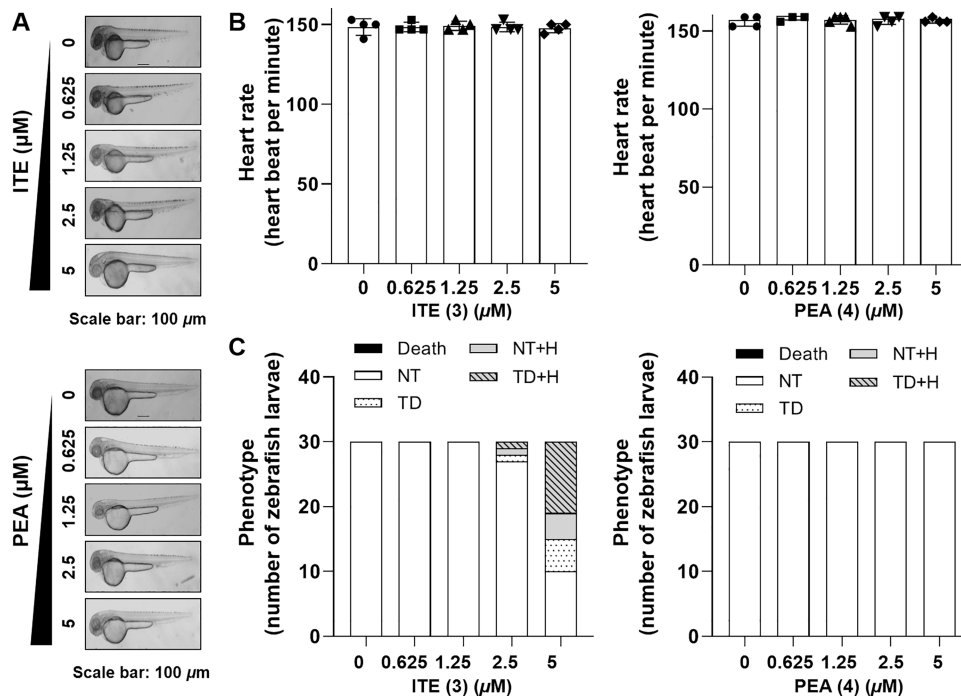 A
ITE (µM)
0
0.625
1.25
2.5
5
Scale bar: 100 µm
PEA (µM)
0
0.625
1.25
2.5
5
Scale bar: 100 µm
B
Heart rate
(heart beat per minute)
150
100
50
0
0 0.625 1.25 2.5 5
ITE (3) (µM)
Heart rate
(heart beat per minute)
150
100
50
0
0 0.625 1.25 2.5 5
PEA (4) (µM)
C
Death NT+H
NT TD+H
TD
Phenotype
(number of zebrafish larvae)
40
30
20
10
0
0 0.625 1.25 2.5 5
ITE (3) (µM)
Death NT+H
NT TD+H
TD
Phenotype
(number of zebrafish larvae)
40
30
20
10
0
0 0.625 1.25 2.5 5
PEA (4) (µM)